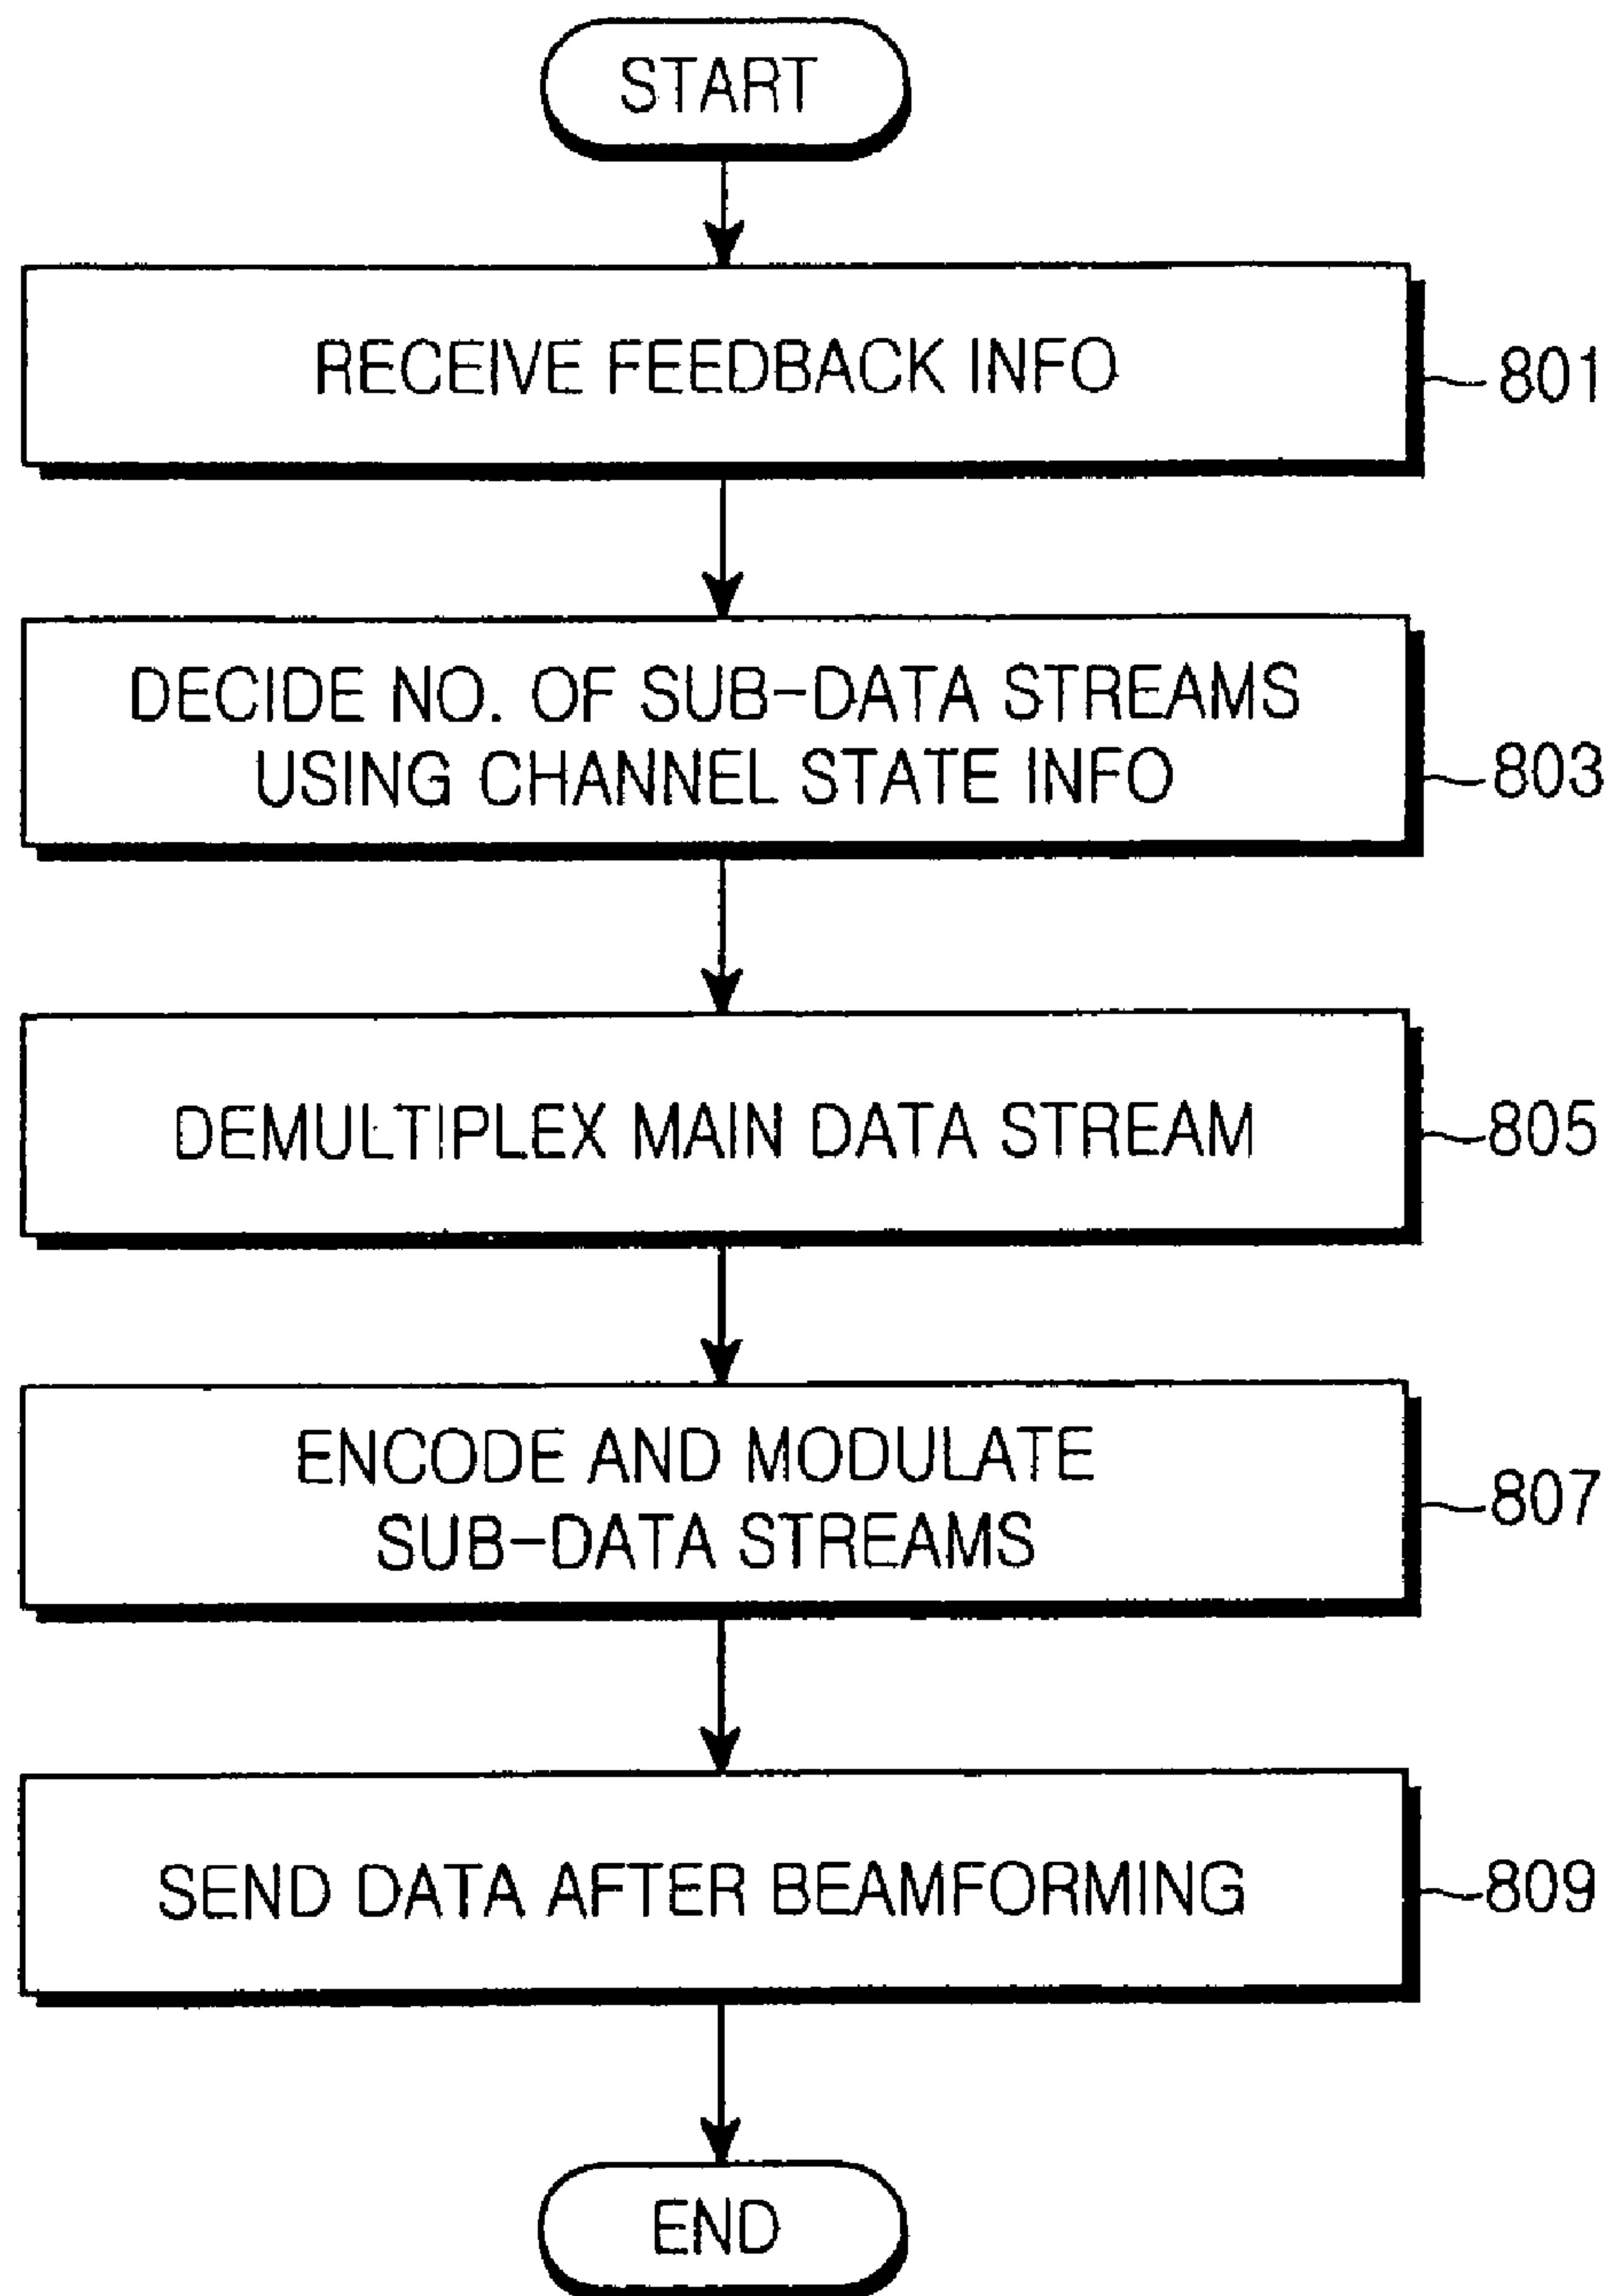 START
RECEIVE FEEDBACK INFO
801
DECIDE NO. OF SUB-DATA STREAMS
USING CHANNEL STATE INFO
803
DEMULTIPLEX MAIN DATA STREAM
805
ENCODE AND MODULATE
SUB-DATA STREAMS
807
SEND DATA AFTER BEAMFORMING
809
END